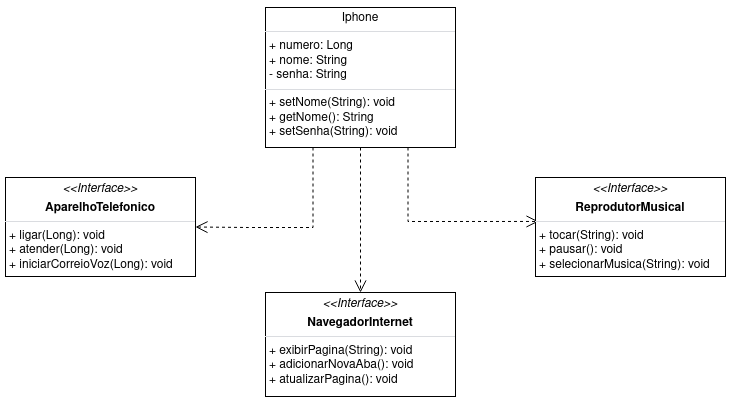 Iphone
+ numero: Long
+ nome: String
- senha: String
+ setNome(String): void
+ getNome(): String
+ setSenha(String): void
<<Interface>>
AparelhoTelefonico
+ ligar(Long): void
+ atender(Long): void
+ iniciarCorreioVoz(Long): void
<<Interface>>
ReprodutorMusical
+ tocar(String): void
+ pausar(): void
+ selecionarMusica(String): void
<<Interface>>
NavegadorInternet
+ exibirPagina(String): void
+ adicionarNovaAba(): void
+ atualizarPagina(): void